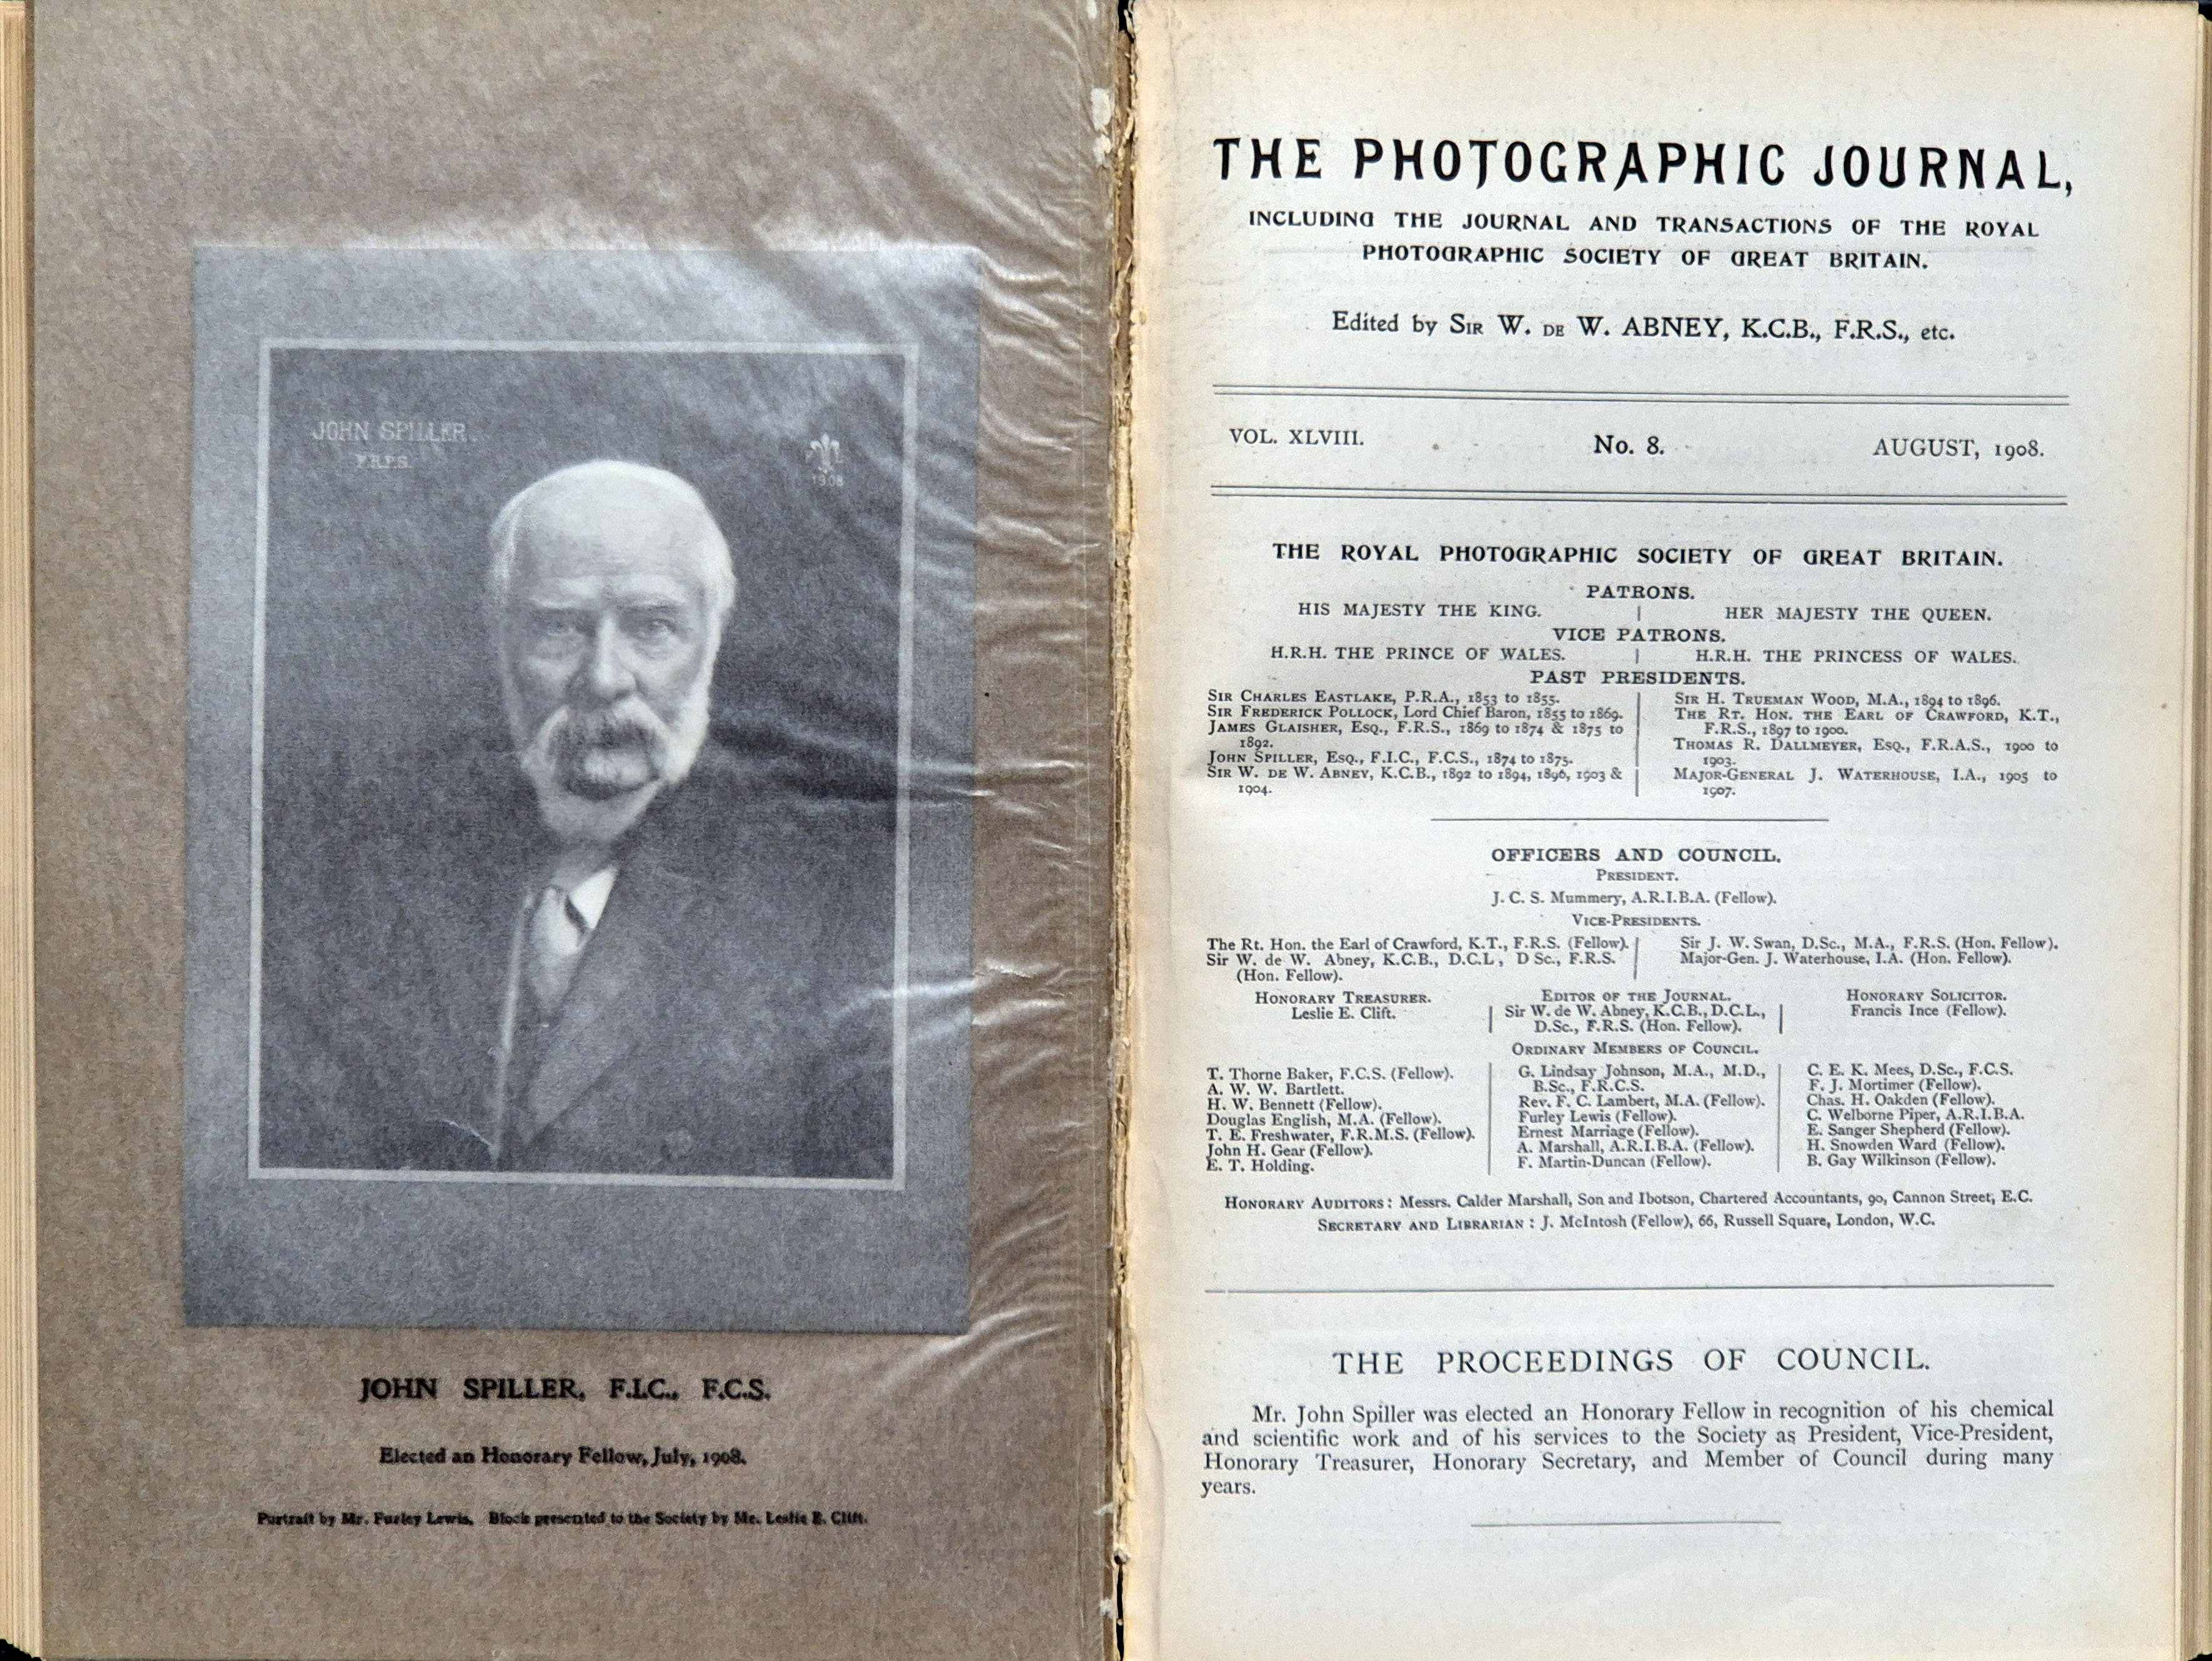 JOHN SPILLER.
F.R.P.S.
1908
JOHN SPILLER, F.I.C., F.C.S.
Elected an Honorary Fellow, July, 1908.
Portrait by Mr. Furley Lewis. Block presented to the Society by Mr. Leslie E. Clift.
THE PHOTOGRAPHIC JOURNAL,
INCLUDING THE JOURNAL AND TRANSACTIONS OF THE ROYAL
PHOTOGRAPHIC SOCIETY OF GREAT BRITAIN.
Edited by SIR W. DE W. ABNEY, K.C.B., F.R.S., etc.
VOL. XLVIII. No. 8. AUGUST, 1908.
THE ROYAL PHOTOGRAPHIC SOCIETY OF GREAT BRITAIN.
PATRONS.
HIS MAJESTY THE KING. HER MAJESTY THE QUEEN.
VICE PATRONS.
H.R.H. THE PRINCE OF WALES. H.R.H. THE PRINCESS OF WALES.
PAST PRESIDENTS.
SIR CHARLES EASTLAKE, P.R.A., 1853 to 1855.
SIR FREDERICK POLLOCK, Lord Chief Baron, 1855 to 1869.
JAMES GLAISHER, ESQ., F.R.S., 1869 to 1874 & 1875 to
1892.
JOHN SPILLER, ESQ., F.I.C., F.C.S., 1874 to 1875.
SIR W. DE W. ABNEY, K.C.B., 1892 to 1894, 1896, 1903 &
1904.
SIR H. TRUEMAN WOOD, M.A., 1894 to 1896.
THE RT. HON. THE EARL OF CRAWFORD, K.T.,
F.R.S., 1897 to 1900.
THOMAS R. DALLMEYER, ESQ., F.R.A.S., 1900 to
1903.
MAJOR-GENERAL J. WATERHOUSE, I.A., 1905 to
1907.
OFFICERS AND COUNCIL.
PRESIDENT.
J. C. S. Mummery, A.R.I.B.A. (Fellow).
VICE-PRESIDENTS.
The Rt. Hon. the Earl of Crawford, K.T., F.R.S. (Fellow).
Sir W. de W. Abney, K.C.B., D.C.L, D Sc., F.R.S.
(Hon. Fellow).
Sir J. W. Swan, D.Sc., M.A., F.R.S. (Hon. Fellow).
Major-Gen. J. Waterhouse, I.A. (Hon. Fellow).
HONORARY TREASURER.
Leslie E. Clift.
EDITOR OF THE JOURNAL.
Sir W. de W. Abney, K.C.B., D.C.L.,
D.Sc., F.R.S. (Hon. Fellow).
HONORARY SOLICITOR.
Francis Ince (Fellow).
ORDINARY MEMBERS OF COUNCIL.
T. Thorne Baker, F.C.S. (Fellow).
A. W. W. Bartlett.
H. W. Bennett (Fellow).
Douglas English, M.A. (Fellow).
T. E. Freshwater, F.R.M.S. (Fellow).
John H. Gear (Fellow).
E. T. Holding.
G. Lindsay Johnson, M.A., M.D.,
B.Sc., F.R.C.S.
Rev. F. C. Lambert, M.A. (Fellow).
Furley Lewis (Fellow).
Ernest Marriage (Fellow).
A. Marshall, A.R.I.B.A. (Fellow).
F. Martin-Duncan (Fellow).
C. E. K. Mees, D.Sc., F.C.S.
F. J. Mortimer (Fellow).
Chas. H. Oakden (Fellow).
C. Welborne Piper, A.R.I.B.A.
E. Sanger Shepherd (Fellow).
H. Snowden Ward (Fellow).
B. Gay Wilkinson (Fellow).
HONORARY AUDITORS: Messrs. Calder Marshall, Son and Ibotson, Chartered Accountants, 90, Cannon Street, E.C.
SECRETARY AND LIBRARIAN: J. McIntosh (Fellow), 66, Russell Square, London, W.C.
THE PROCEEDINGS OF COUNCIL.
Mr. John Spiller was elected an Honorary Fellow in recognition of his chemical
and scientific work and of his services to the Society as President, Vice-President,
Honorary Treasurer, Honorary Secretary, and Member of Council during many
years.